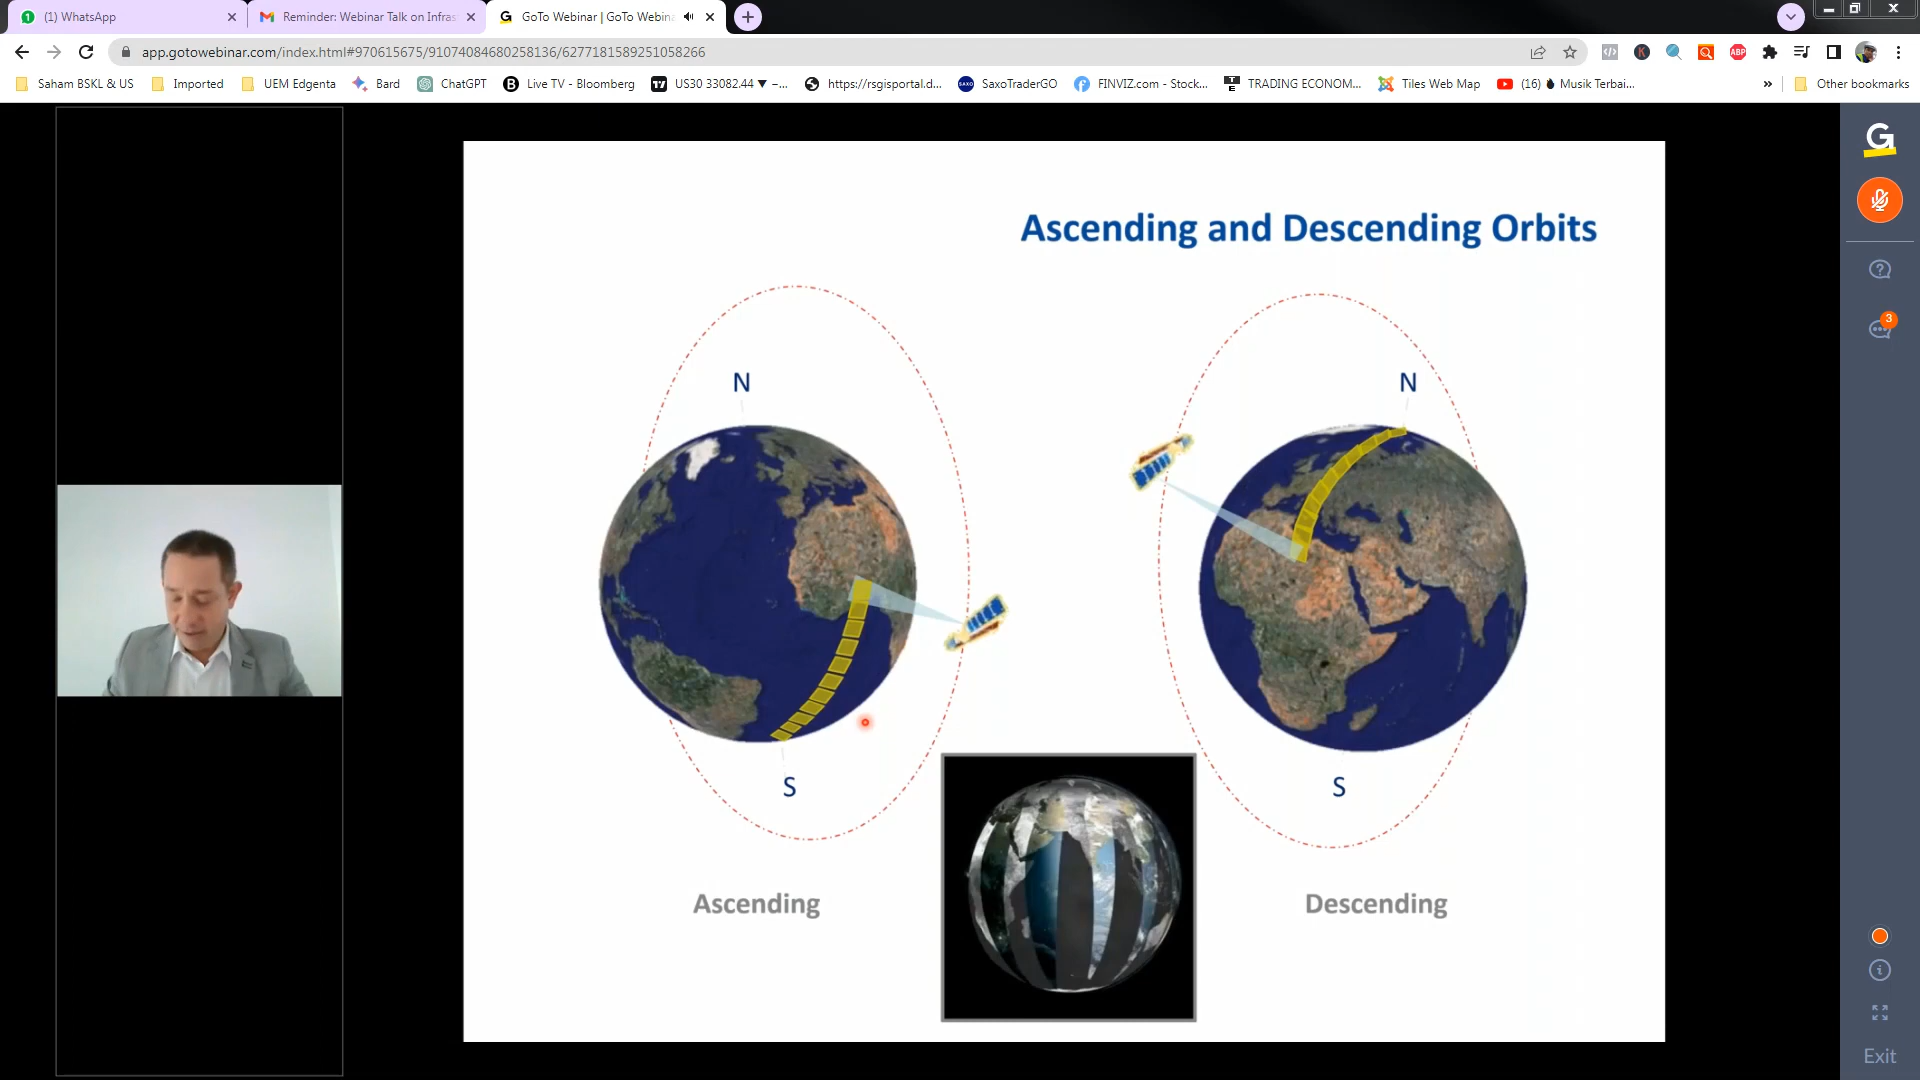 (1) WhatsApp
Reminder: Webinar Talk on Infras
GoTo Webinar | GoTo Webin
app.gotowebinar.com/index.html#970615675/91074084680258136/6277181589251058266
Saham BSKL & US
Imported
UEM Edgenta
Bard
ChatGPT
Live TV - Bloomberg
US30 33082.44 ▼ –...
https://rsgisportal.d...
SaxoTraderGO
FINVIZ.com - Stock...
TRADING ECONOM...
Tiles Web Map
(16) Musik Terbai...
»
Other bookmarks
G
3
Ascending and Descending Orbits
N
N
S
S
Ascending
Descending
Exit